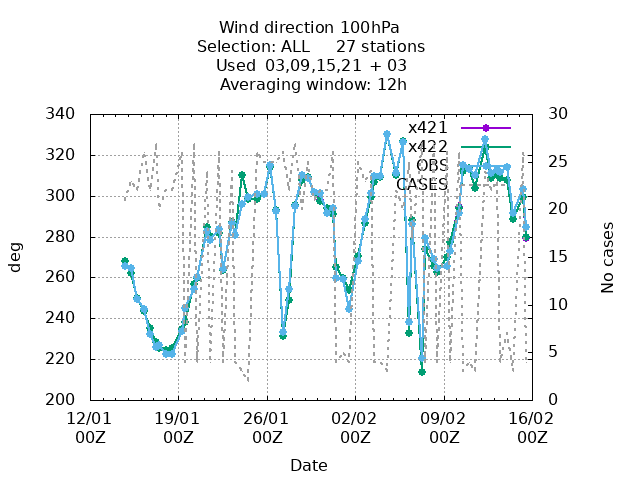 Wind direction 100hPa
Selection: ALL 27 stations
Used 03,09,15,21 + 03
Averaging window: 12h
340
320
300
280
260
240
220
200
deg
30
25
20
15
10
5
0
No cases
x421
x422
OBS
CASES
12/01 19/01 26/01 02/02 09/02 16/02
00Z 00Z 00Z 00Z 00Z 00Z
Date